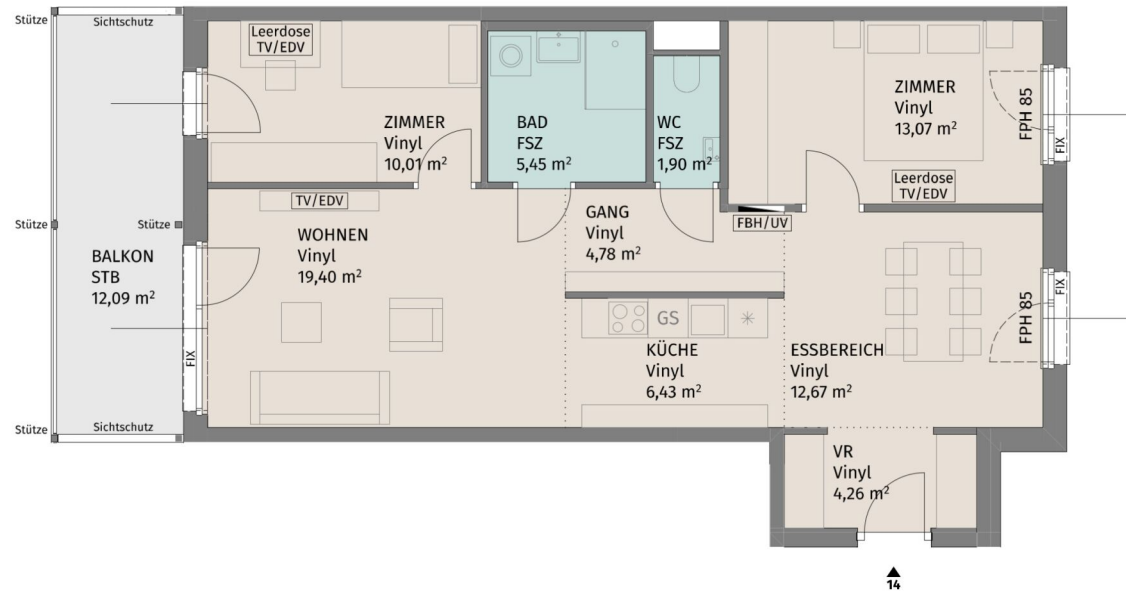 Stütze
Sichtschutz
Leerdose
TV/EDV
ZIMMER
Vinyl
10,01 m²
BAD
FSZ
5,45 m²
WC
FSZ
1,90 m²
ZIMMER
Vinyl
13,07 m²
FPH 85
FIX
Leerdose
TV/EDV
Stütze
Stütze
BALKON
STB
12,09 m²
TV/EDV
WOHNEN
Vinyl
19,40 m²
GANG
Vinyl
4,78 m²
FBH/UV
FIX
GS
KÜCHE
Vinyl
6,43 m²
ESSBEREICH
Vinyl
12,67 m²
FPH 85
FIX
Stütze
Sichtschutz
VR
Vinyl
4,26 m²
14